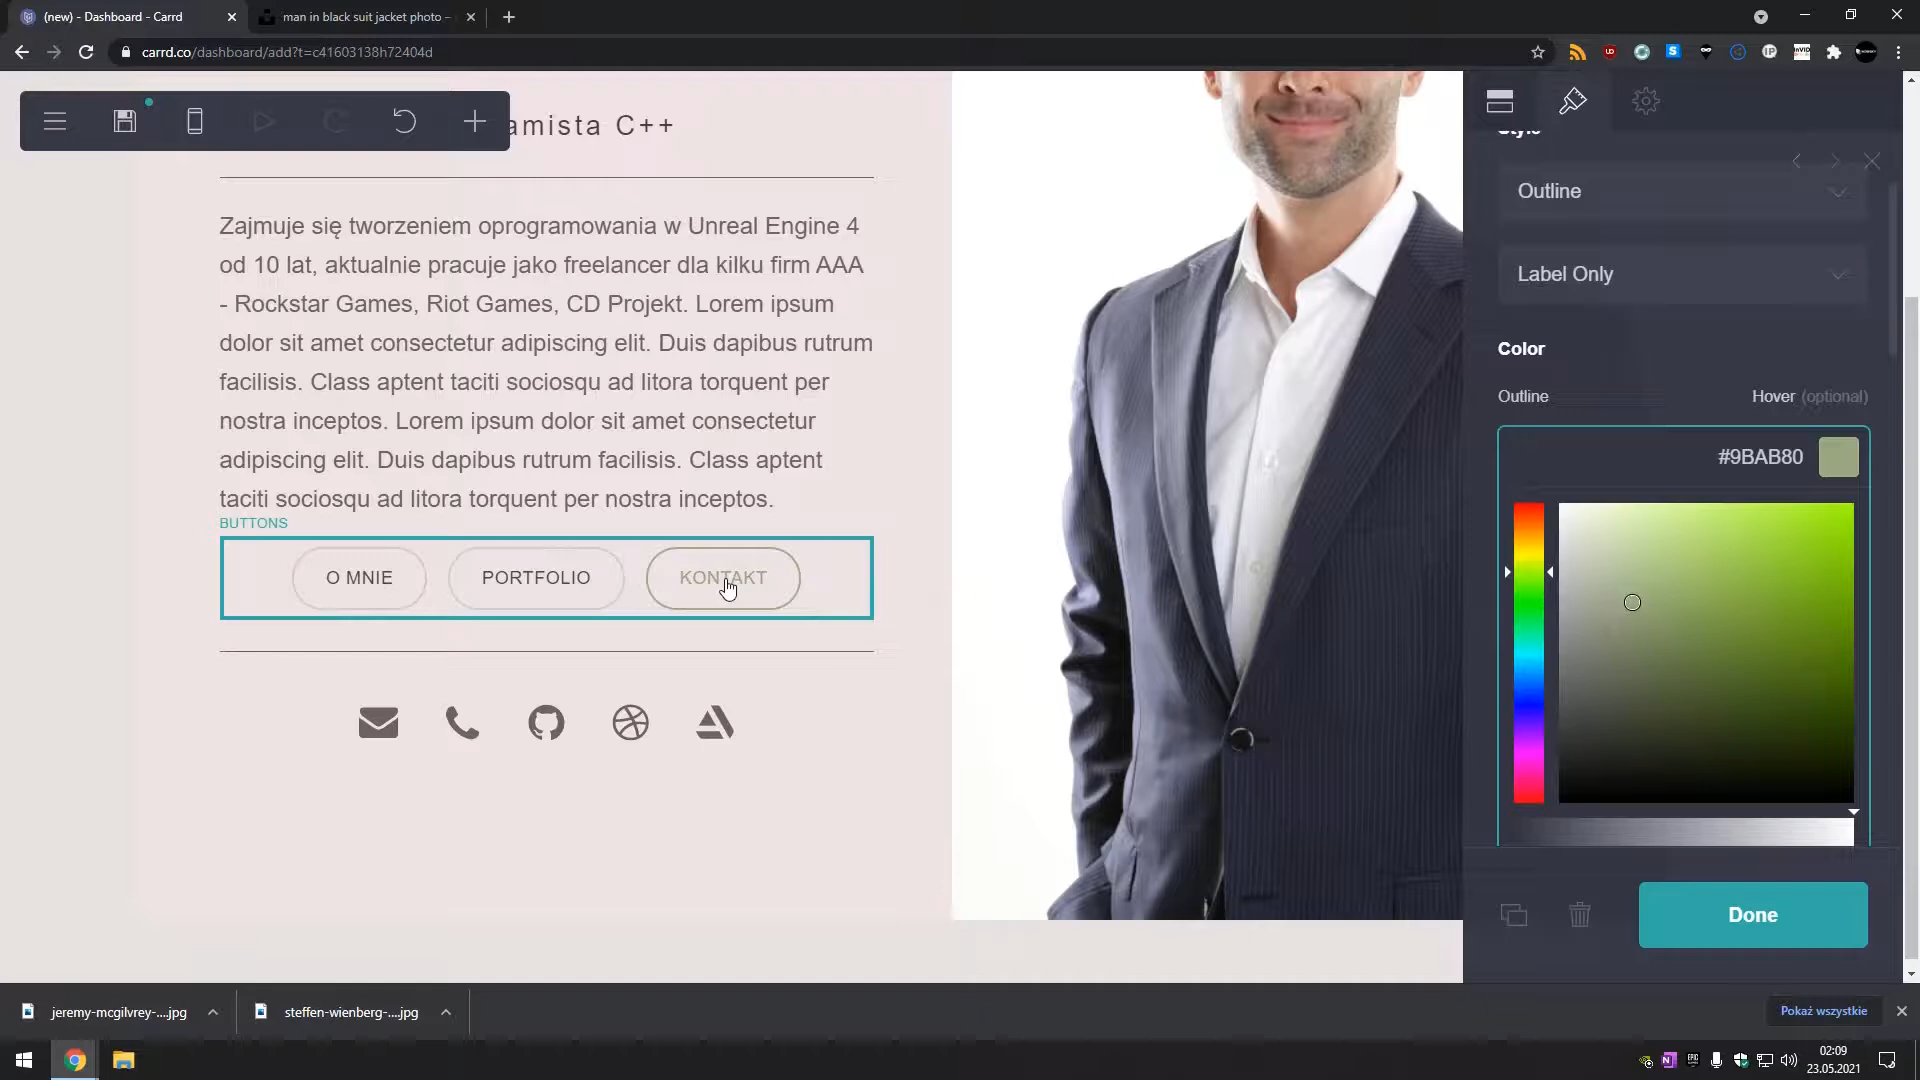 (new) - Dashboard - Carrd
man in black suit jacket photo –
carrd.co/dashboard/add?t=c41603138h72404d
amista C++
Zajmuje się tworzeniem oprogramowania w Unreal Engine 4
od 10 lat, aktualnie pracuje jako freelancer dla kilku firm AAA
- Rockstar Games, Riot Games, CD Projekt. Lorem ipsum
dolor sit amet consectetur adipiscing elit. Duis dapibus rutrum
facilisis. Class aptent taciti sociosqu ad litora torquent per
nostra inceptos. Lorem ipsum dolor sit amet consectetur
adipiscing elit. Duis dapibus rutrum facilisis. Class aptent
taciti sociosqu ad litora torquent per nostra inceptos.
BUTTONS
O MNIE
PORTFOLIO
KONTAKT
Style
Outline
Label Only
Color
Outline
Hover (optional)
#9BAB80
Done
jeremy-mcgilvrey-....jpg
steffen-wienberg-....jpg
Pokaż wszystkie
02:09
23.05.2021